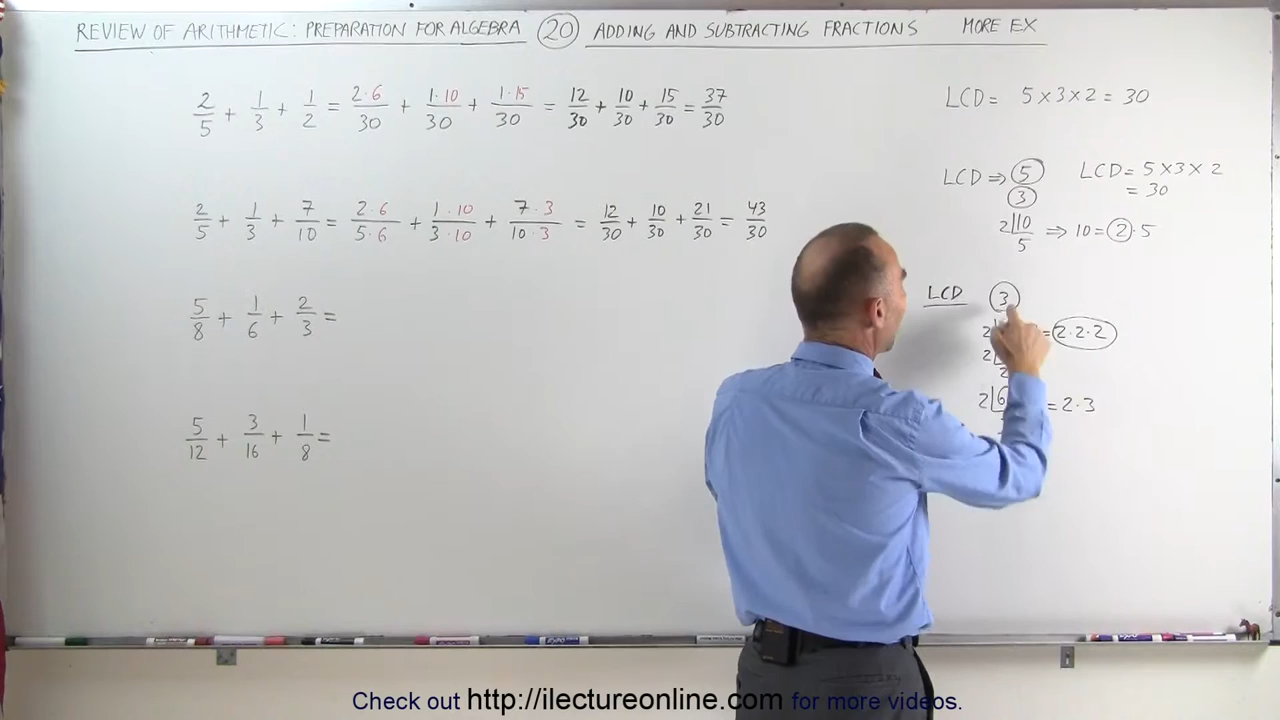 REVIEW OF ARITHMETIC: PREPARATION FOR ALGEBRA 20 ADDING AND SUBTRACTING FRACTIONS MORE EX
2/5 + 1/3 + 1/2 = 2·6/30 + 1·10/30 + 1·15/30 = 12/30 + 10/30 + 15/30 = 37/30
LCD = 5 x 3 x 2 = 30
2/5 + 1/3 + 7/10 = 2·6/5·6 + 1·10/3·10 + 7·3/10·3 = 12/30 + 10/30 + 21/30 = 43/30
LCD ⇒ 5
3
2|10 ⇒ 10 = 2·5
5
LCD = 5 x 3 x 2
= 30
5/8 + 1/6 + 2/3 =
LCD 3
2| = 2·2·2
2|
2
2|6 = 2·3
5/12 + 3/16 + 1/8 =
Check out http://ilectureonline.com for more videos.